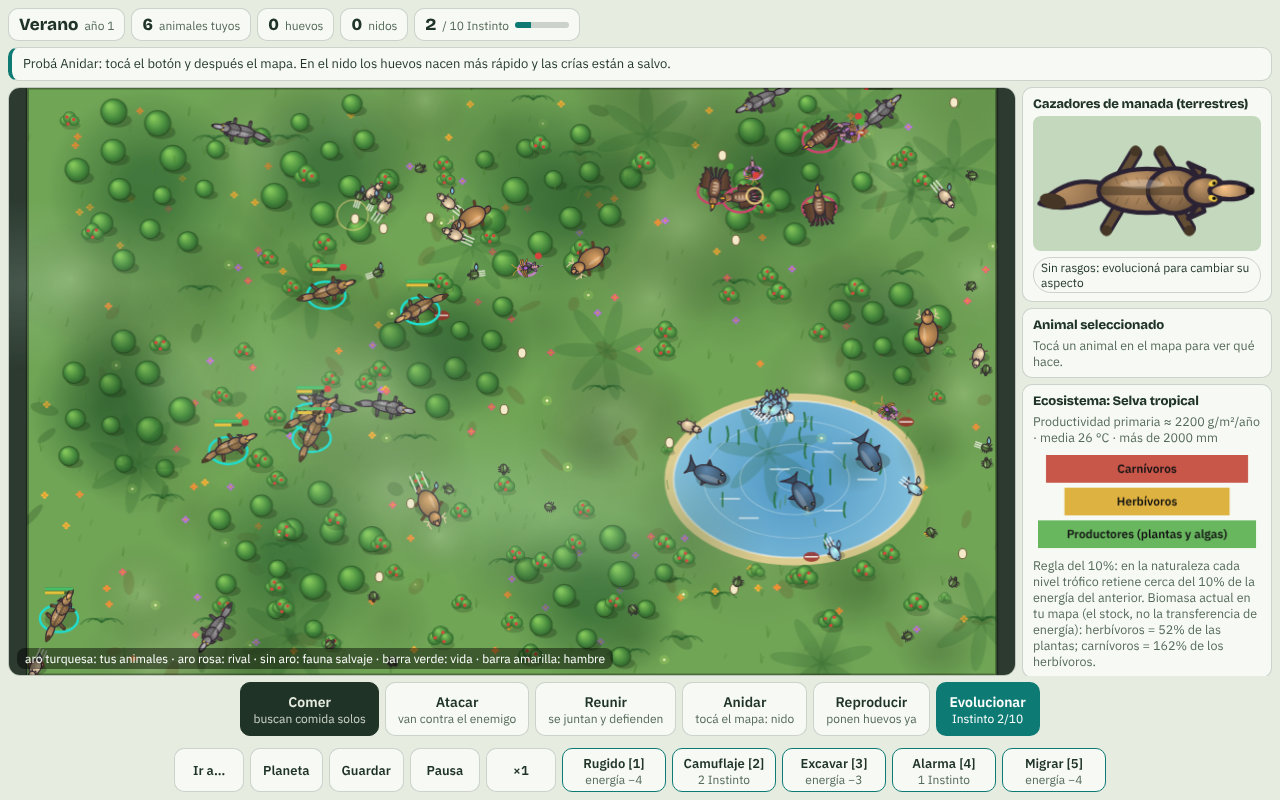 Verano año 1
6 animales tuyos
0 huevos
0 nidos
2 / 10 Instinto
Probá Anidar: tocá el botón y después el mapa. En el nido los huevos nacen más rápido y las crías están a salvo.
aro turquesa: tus animales · aro rosa: rival · sin aro: fauna salvaje · barra verde: vida · barra amarilla: hambre
Cazadores de manada (terrestres)
Sin rasgos: evolucioná para cambiar su
aspecto
Animal seleccionado
Tocá un animal en el mapa para ver qué
hace.
Ecosistema: Selva tropical
Productividad primaria ≈ 2200 g/m²/año
· media 26 °C · más de 2000 mm
Carnívoros
Herbívoros
Productores (plantas y algas)
Regla del 10%: en la naturaleza cada
nivel trófico retiene cerca del 10% de la
energía del anterior. Biomasa actual en
tu mapa (el stock, no la transferencia de
energía): herbívoros = 52% de las
plantas; carnívoros = 162% de los
herbívoros.
Comer
buscan comida solos
Atacar
van contra el enemigo
Reunir
se juntan y defienden
Anidar
tocá el mapa: nido
Reproducir
ponen huevos ya
Evolucionar
Instinto 2/10
Ir a...
Planeta
Guardar
Pausa
×1
Rugido [1]
energía −4
Camuflaje [2]
2 Instinto
Excavar [3]
energía −3
Alarma [4]
1 Instinto
Migrar [5]
energía −4